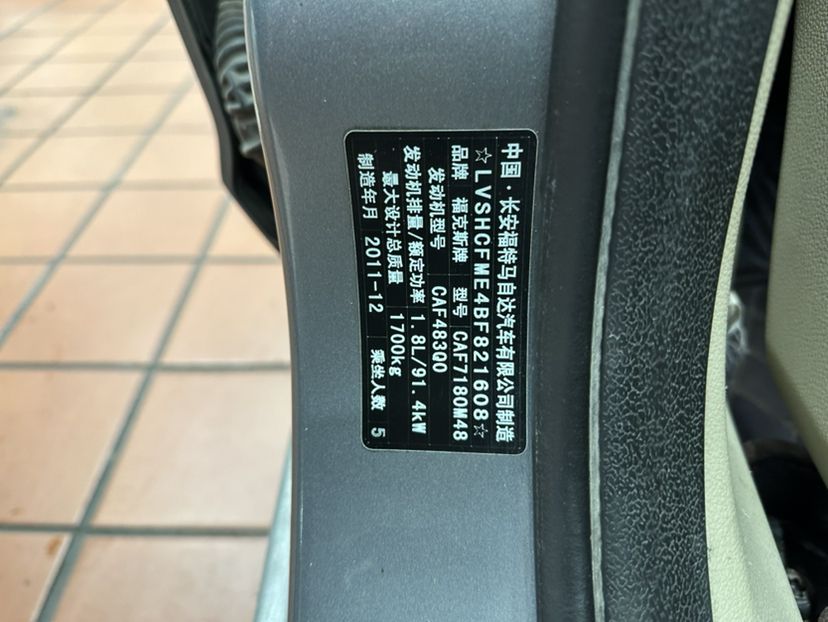 中国·长安福特马自达汽车有限公司制造
☆LVSHCFME4BF821608☆
品牌 福克斯牌 型号 CAF7180M48
发动机型号 CAF483Q0
发动机排量/额定功率 1.8L/91.4kW
最大设计总质量 1700kg
制造年月 2011-12 乘坐人数 5